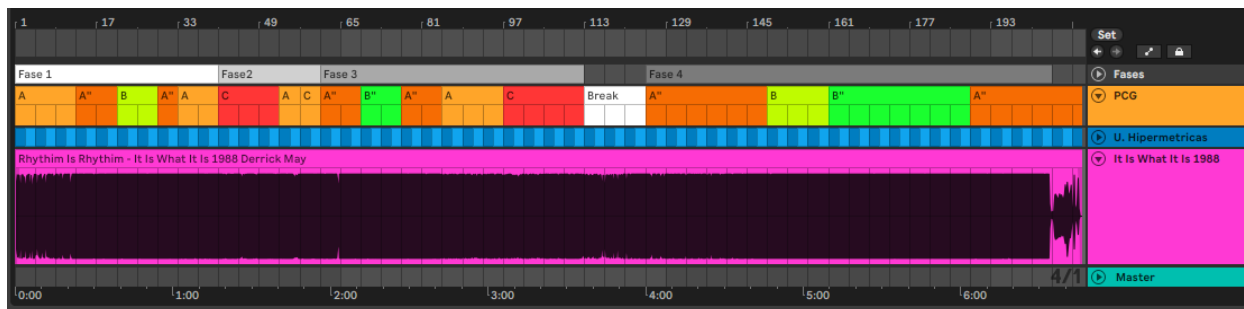 1 17 33 49 65 81 97 113 129 145 161 177 193
Set
Fase 1 Fase2 Fase 3 Fase 4 Fases
A A" B A" A C A C A" B" A" A C Break A" B B" A" PCG
U. Hipermetricas
Rhythim Is Rhythim - It Is What It Is 1988 Derrick May It Is What It Is 1988
4/1 Master
0:00 1:00 2:00 3:00 4:00 5:00 6:00